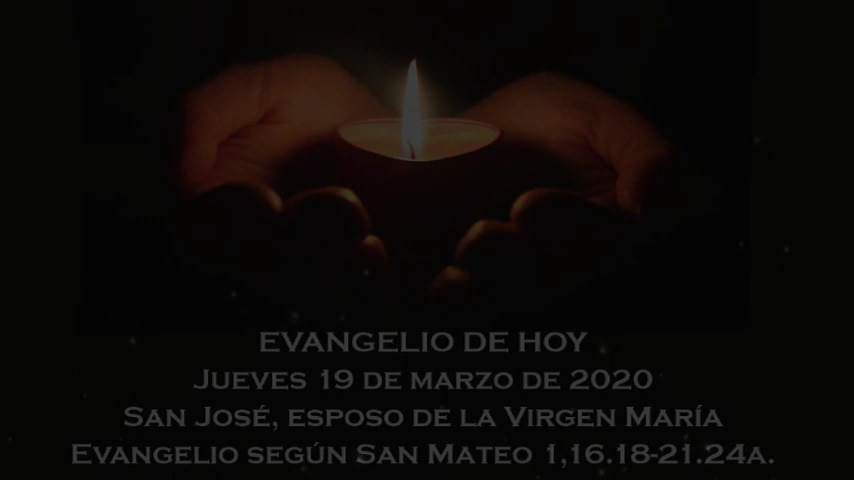 EVANGELIO DE HOY
JUEVES 19 DE MARZO DE 2020
SAN JOSÉ, ESPOSO DE LA VIRGEN MARÍA
EVANGELIO SEGÚN SAN MATEO 1,16.18-21.24A.